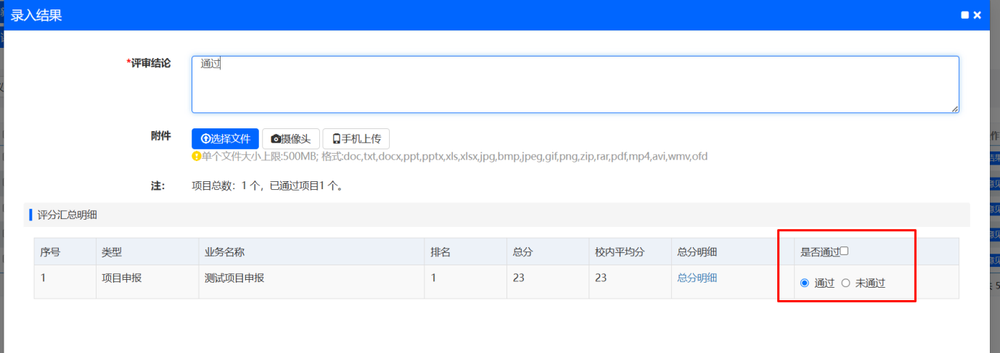 录入结果
*评审结论
通过
附件
选择文件 摄像头 手机上传
单个文件大小上限:500MB; 格式:doc,txt,docx,ppt,pptx,xls,xlsx,jpg,bmp,jpeg,gif,png,zip,rar,pdf,mp4,avi,wmv,ofd
注: 项目总数：1 个，已通过项目1 个。
评分汇总明细
序号 类型 业务名称 排名 总分 校内平均分 总分明细 是否通过
1 项目申报 测试项目申报 1 23 23 总分明细 通过 未通过